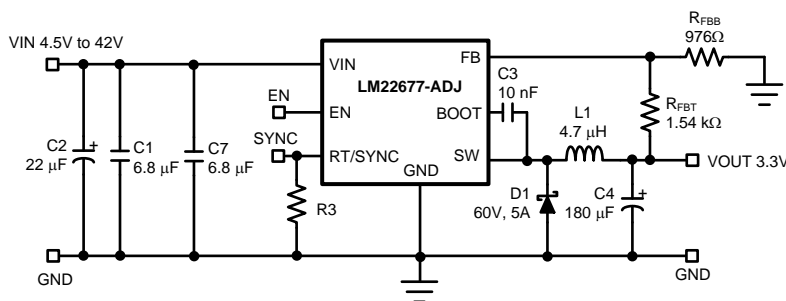 VIN 4.5V to 42V
VIN
EN
EN
SYNC
RT/SYNC
LM22677-ADJ
FB
BOOT
SW
GND
C3
10 nF
RFBB
976Ω
RFBT
1.54 kΩ
L1
4.7 μH
VOUT 3.3V
C2
22 μF
+
C1
6.8 μF
C7
6.8 μF
R3
D1
60V, 5A
C4
180 μF
+
GND
GND